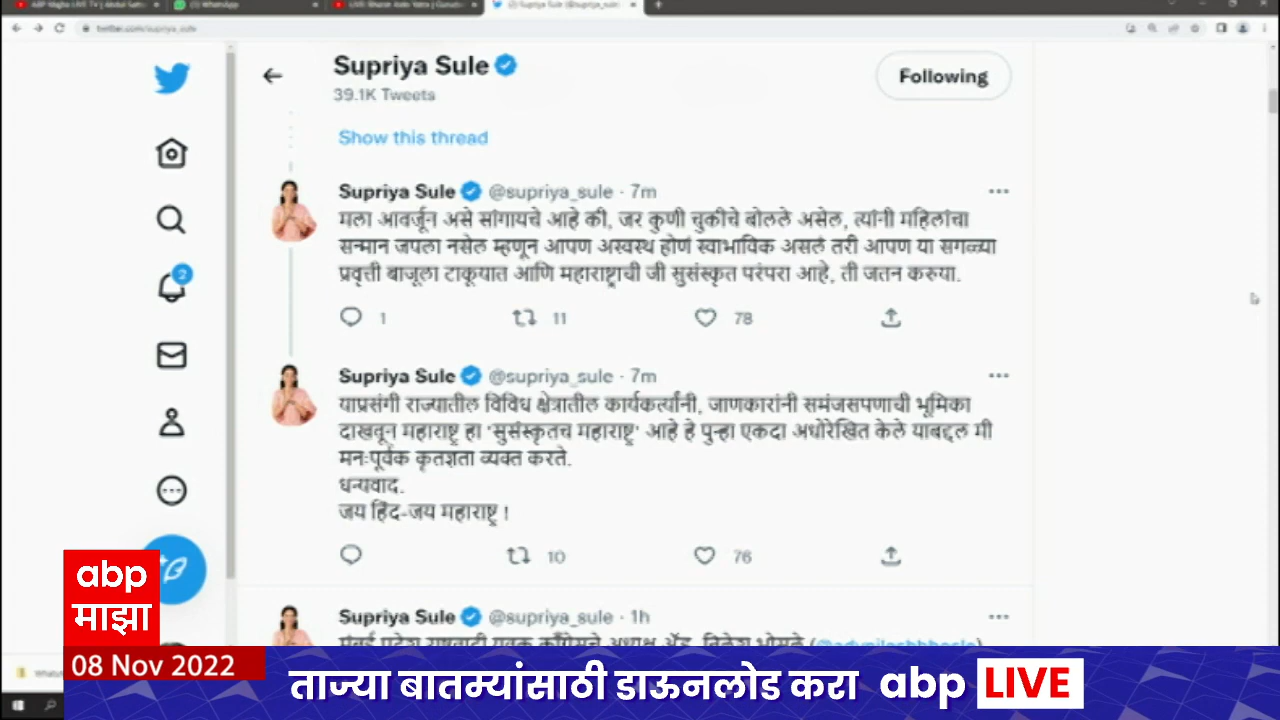 twitter.com/supriya_sule
Supriya Sule
39.1K Tweets
Following
Show this thread
Supriya Sule @supriya_sule · 7m
मला आवर्जून असे सांगायचे आहे की, जर कुणी चुकीचे बोलले असेल, त्यांनी महिलांचा
सन्मान जपला नसेल म्हणून आपण अस्वस्थ होणं स्वाभाविक असलं तरी आपण या सगळ्या
प्रवृत्ती बाजूला टाकूयात आणि महाराष्ट्राची जी सुसंस्कृत परंपरा आहे, ती जतन करुया.
1 11 78
Supriya Sule @supriya_sule · 7m
याप्रसंगी राज्यातील विविध क्षेत्रातील कार्यकर्त्यांनी, जाणकारांनी समंजसपणाची भूमिका
दाखवून महाराष्ट्र हा 'सुसंस्कृतच महाराष्ट्र' आहे हे पुन्हा एकदा अधोरेखित केले याबद्दल मी
मनःपूर्वक कृतज्ञता व्यक्त करते.
धन्यवाद.
जय हिंद-जय महाराष्ट्र !
10 76
Supriya Sule @supriya_sule · 1h
2
abp
माझा
08 Nov 2022
ताज्या बातम्यांसाठी डाऊनलोड करा abp LIVE